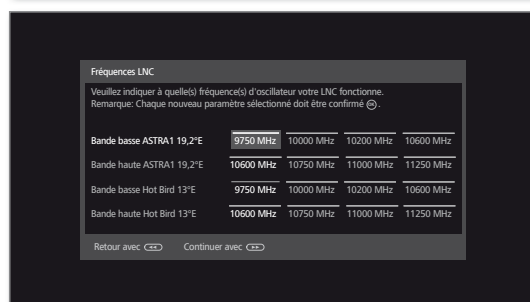 Fréquences LNC
Veuillez indiquer à quelle(s) fréquence(s) d'oscillateur votre LNC fonctionne.
Remarque: Chaque nouveau paramètre sélectionné doit être confirmé OK .
Bande basse ASTRA1 19,2°E 9750 MHz 10000 MHz 10200 MHz 10600 MHz
Bande haute ASTRA1 19,2°E 10600 MHz 10750 MHz 11000 MHz 11250 MHz
Bande basse Hot Bird 13°E 9750 MHz 10000 MHz 10200 MHz 10600 MHz
Bande haute Hot Bird 13°E 10600 MHz 10750 MHz 11000 MHz 11250 MHz
Retour avec Continuer avec